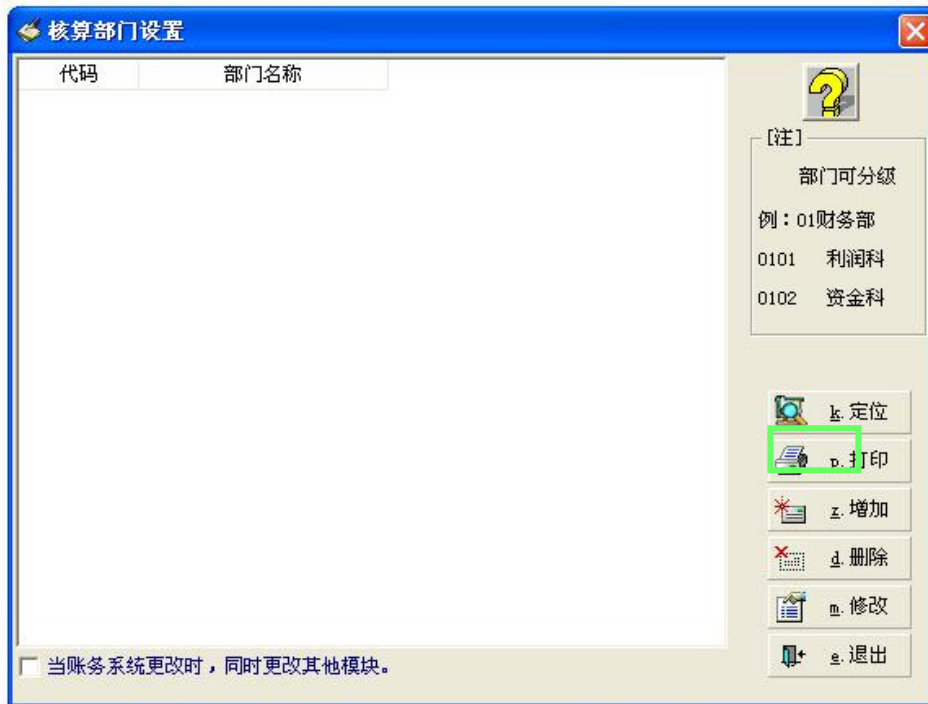 核算部门设置
代码 部门名称
[注]
部门可分级
例：01财务部
0101 利润科
0102 资金科
k.定位
p.打印
z.增加
d.删除
m.修改
e.退出
当账务系统更改时，同时更改其他模块。